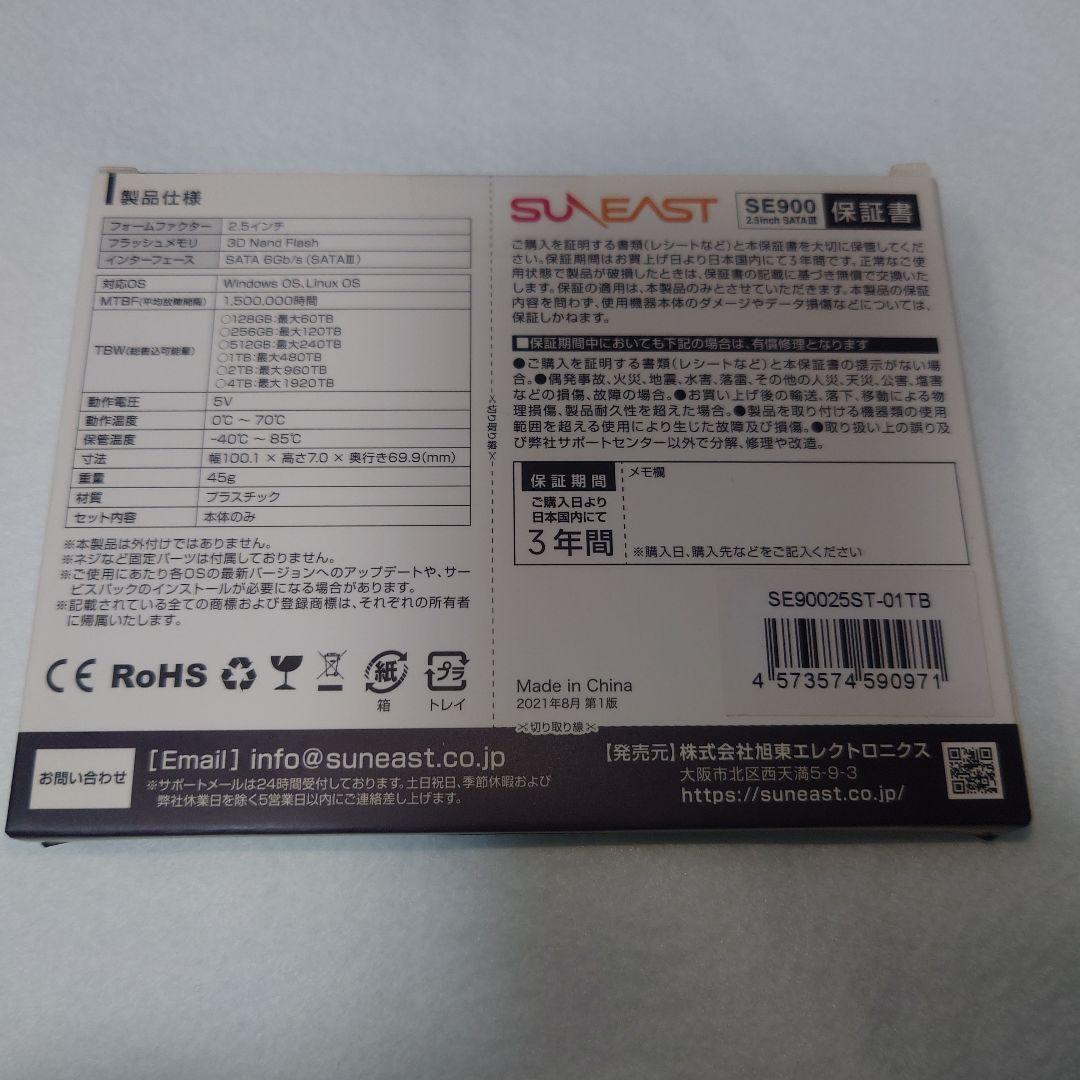 製品仕様
フォームファクター 2.5インチ
フラッシュメモリ 3D Nand Flash
インターフェース SATA 6Gb/s (SATAⅢ)
対応OS Windows OS、Linux OS
MTBF(平均故障間隔) 1,500,000時間
TBW(総書込可能量)
○128GB:最大60TB
○256GB:最大120TB
○512GB:最大240TB
○1TB:最大480TB
○2TB:最大960TB
○4TB:最大1920TB
動作電圧 5V
動作温度 0℃ ～ 70℃
保管温度 -40℃ ～ 85℃
寸法 幅100.1 × 高さ7.0 × 奥行き69.9(mm)
重量 45g
材質 プラスチック
セット内容 本体のみ
※本製品は外付けではありません。
※ネジなど固定パーツは付属しておりません。
※ご使用にあたり各OSの最新バージョンへのアップデートや、サー
ビスパックのインストールが必要になる場合があります。
※記載されている全ての商標および登録商標は、それぞれの所有者
に帰属いたします。
CE RoHS
紙
箱
プラ
トレイ
切り取り線
SUNEAST
SE900
2.5inch SATAⅢ
保証書
ご購入を証明する書類(レシートなど)と本保証書を大切に保管してくだ
さい。保証期間はお買上げ日より日本国内にて3年間です。正常なご使
用状態で製品が破損したときは、保証書の記載に基づき無償で交換いた
します。保証の適用は、本製品のみとさせていただきます。本製品の保証
内容を問わず、使用機器本体のダメージやデータ損傷などについては、
保証しかねます。
■保証期間中においても下記の場合は、有償修理となります
●ご購入を証明する書類(レシートなど)と本保証書の提示がない場
合。●偶発事故、火災、地震、水害、落雷、その他の人災、天災、公害、塩害
などの損傷、故障の場合。●お買い上げ後の輸送、落下、移動による物
理損傷、製品耐久性を超えた場合。●製品を取り付ける機器類の使用
範囲を超える使用により生じた故障及び損傷。●取り扱い上の誤り及
び弊社サポートセンター以外で分解、修理や改造。
保証期間
ご購入日より
日本国内にて
3年間
メモ欄
※購入日、購入先などをご記入ください
SE90025ST-01TB
4 573574 590971
Made in China
2021年8月 第1版
切り取り線
お問い合わせ
[Email] info@suneast.co.jp
※サポートメールは24時間受付しております。土日祝日、季節休暇および
弊社休業日を除く5営業日以内にご連絡差し上げます。
【発売元】株式会社旭東エレクトロニクス
大阪市北区西天満5-9-3
https://suneast.co.jp/